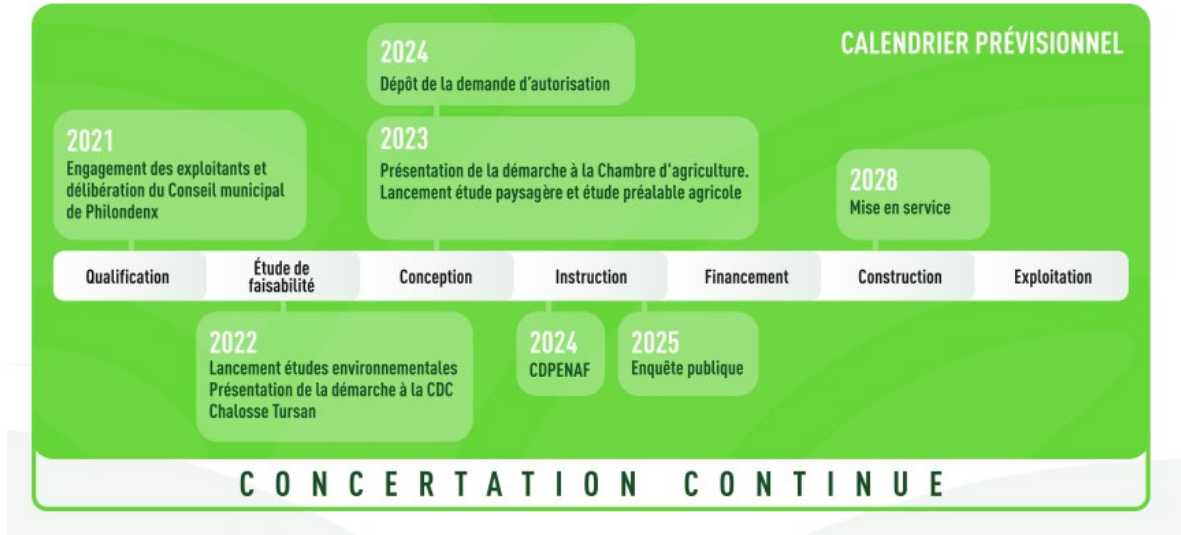 CALENDRIER PRÉVISIONNEL
2024
Dépôt de la demande d'autorisation
2021
Engagement des exploitants et
délibération du Conseil municipal
de Philondenx
2023
Présentation de la démarche à la Chambre d'agriculture.
Lancement étude paysagère et étude préalable agricole
2028
Mise en service
Qualification
Étude de
faisabilité
Conception
Instruction
Financement
Construction
Exploitation
2022
Lancement études environnementales
Présentation de la démarche à la CDC
Chalosse Tursan
2024
CDPENAF
2025
Enquête publique
CONCERTATION CONTINUE